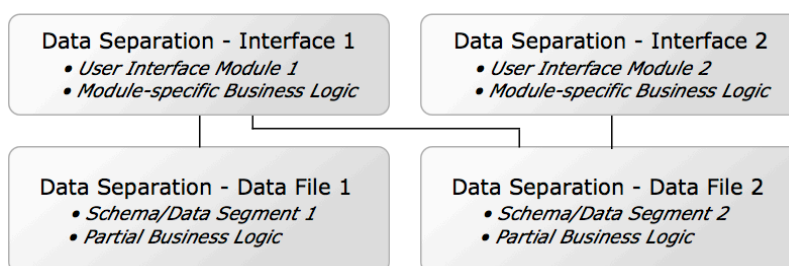 Data Separation - Interface 1
• User Interface Module 1
• Module-specific Business Logic
Data Separation - Interface 2
• User Interface Module 2
• Module-specific Business Logic
Data Separation - Data File 1
• Schema/Data Segment 1
• Partial Business Logic
Data Separation - Data File 2
• Schema/Data Segment 2
• Partial Business Logic